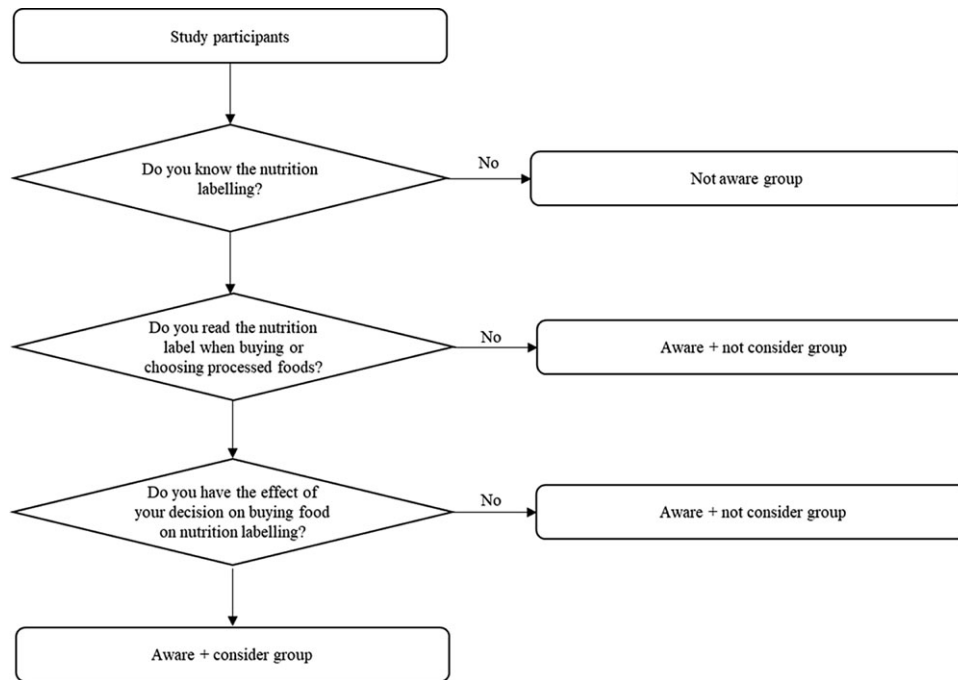 Study participants
Do you know the nutrition
labelling?
No
Not aware group
Do you read the nutrition
label when buying or
choosing processed foods?
No
Aware + not consider group
Do you have the effect of
your decision on buying food
on nutrition labelling?
No
Aware + not consider group
Aware + consider group